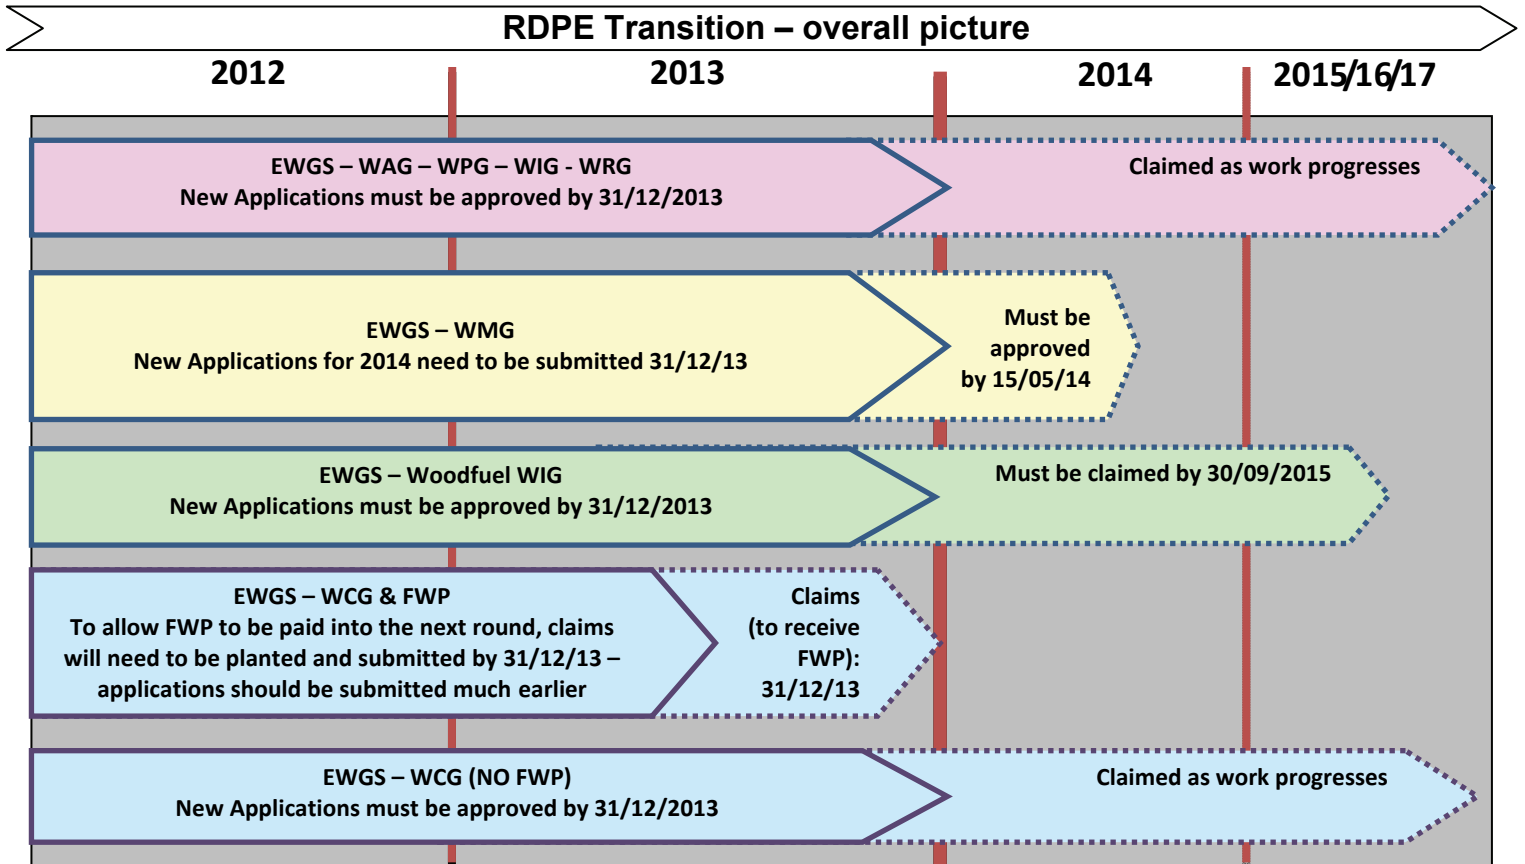 RDPE Transition – overall picture
2012
2013
2014
2015/16/17
EWGS – WAG – WPG – WIG - WRG
New Applications must be approved by 31/12/2013
Claimed as work progresses
EWGS – WMG
New Applications for 2014 need to be submitted 31/12/13
Must be
approved
by 15/05/14
EWGS – Woodfuel WIG
New Applications must be approved by 31/12/2013
Must be claimed by 30/09/2015
EWGS – WCG & FWP
To allow FWP to be paid into the next round, claims
will need to be planted and submitted by 31/12/13 –
applications should be submitted much earlier
Claims
(to receive
FWP):
31/12/13
EWGS – WCG (NO FWP)
New Applications must be approved by 31/12/2013
Claimed as work progresses